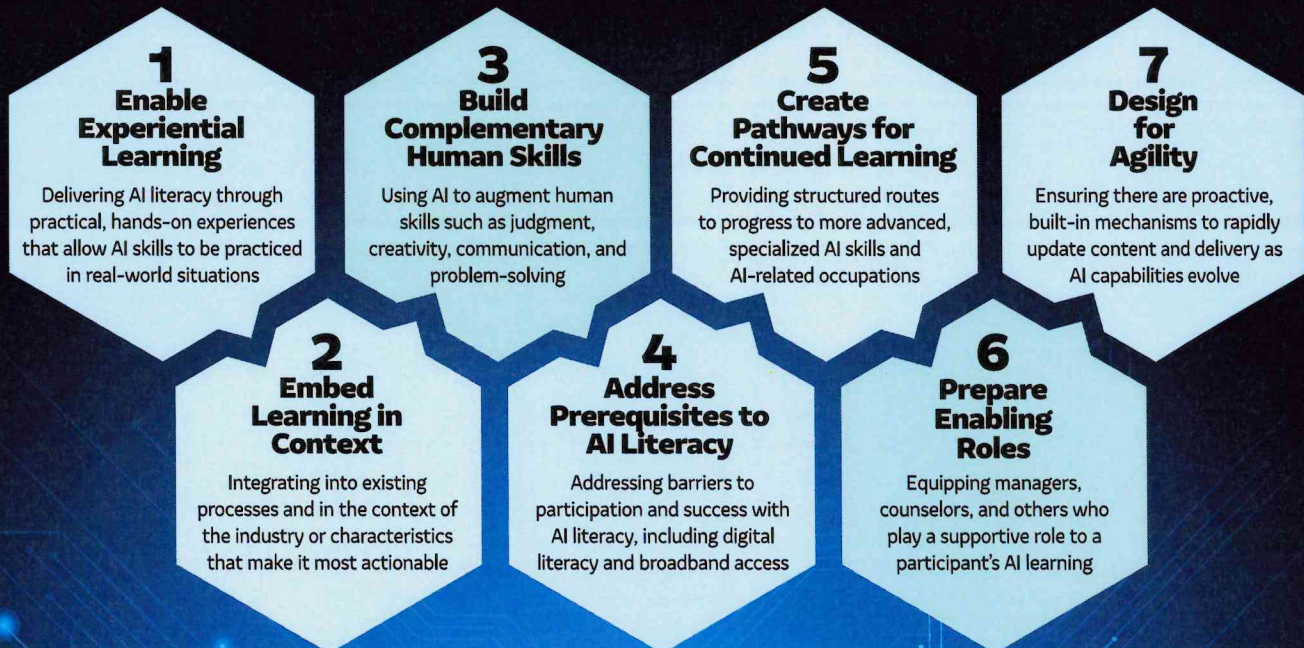 1
Enable
Experiential
Learning
Delivering AI literacy through
practical, hands-on experiences
that allow AI skills to be practiced
in real-world situations
2
Embed
Learning in
Context
Integrating into existing
processes and in the context of
the industry or characteristics
that make it most actionable
3
Build
Complementary
Human Skills
Using AI to augment human
skills such as judgment,
creativity, communication, and
problem-solving
4
Address
Prerequisites to
AI Literacy
Addressing barriers to
participation and success with
AI literacy, including digital
literacy and broadband access
5
Create
Pathways for
Continued Learning
Providing structured routes
to progress to more advanced,
specialized AI skills and
AI-related occupations
6
Prepare
Enabling
Roles
Equipping managers,
counselors, and others who
play a supportive role to a
participant's AI learning
7
Design
for
Agility
Ensuring there are proactive,
built-in mechanisms to rapidly
update content and delivery as
AI capabilities evolve